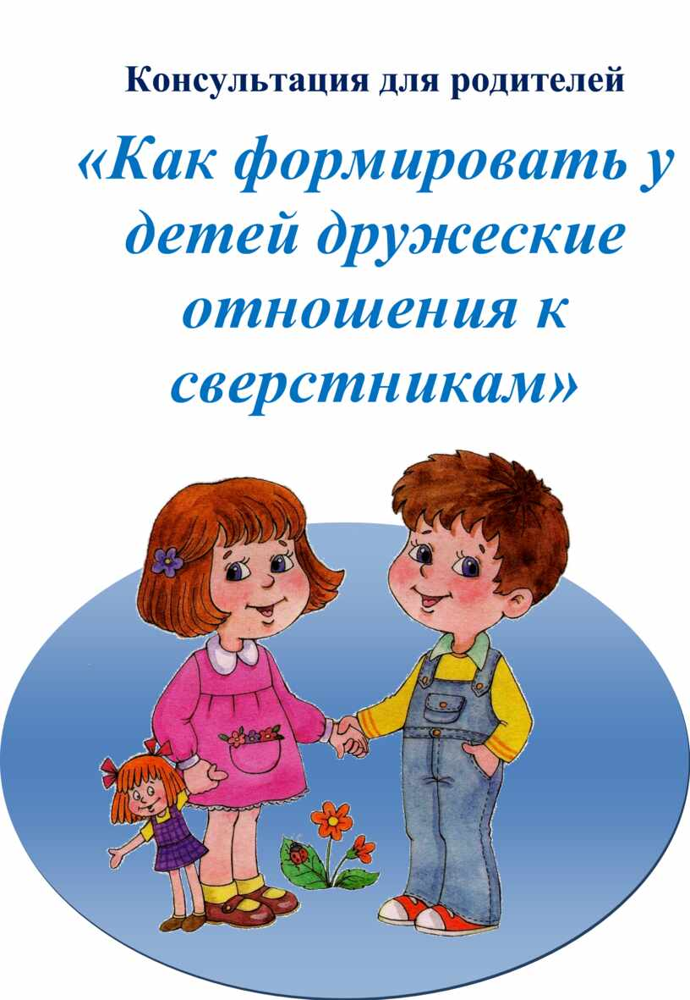 Консультация для родителей
«Как формировать у
детей дружеские
отношения к
сверстникам»